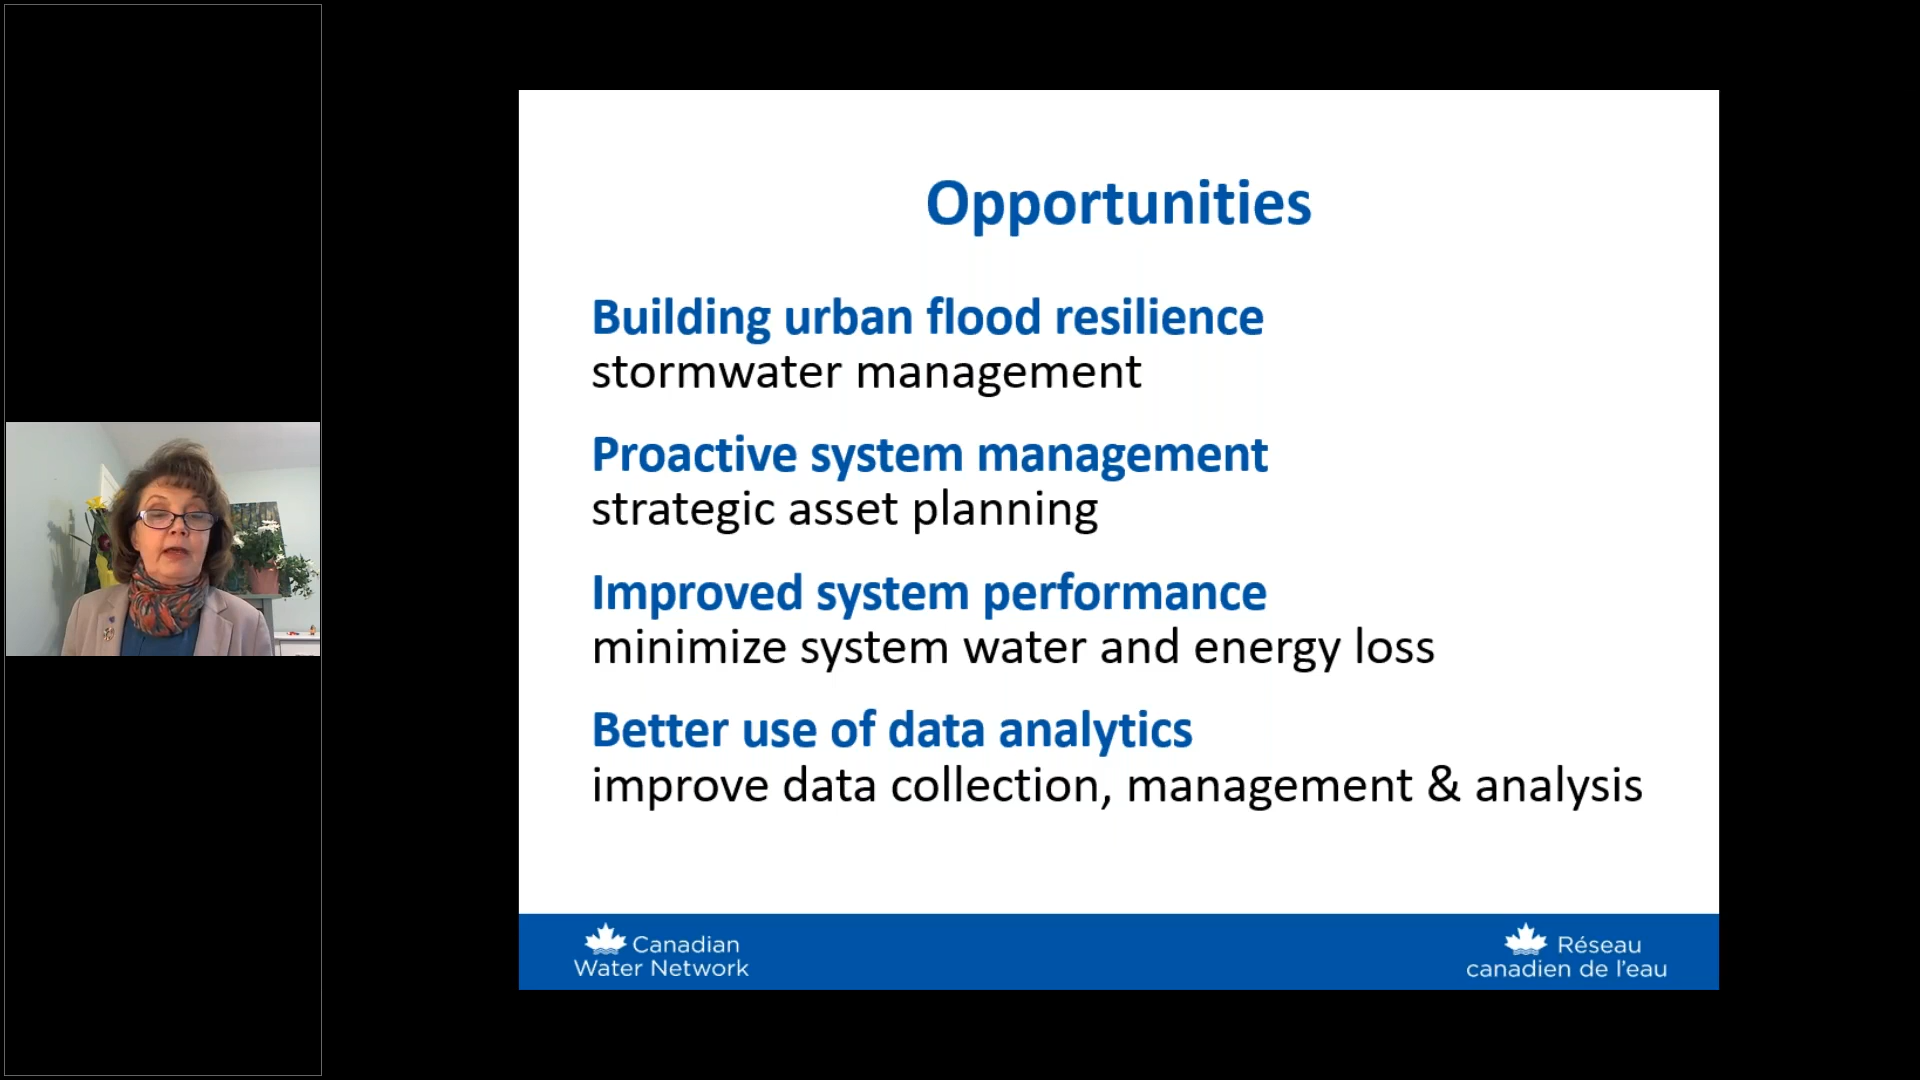 Opportunities
Building urban flood resilience
stormwater management
Proactive system management
strategic asset planning
Improved system performance
minimize system water and energy loss
Better use of data analytics
improve data collection, management & analysis
Canadian
Water Network
Réseau
canadien de l'eau